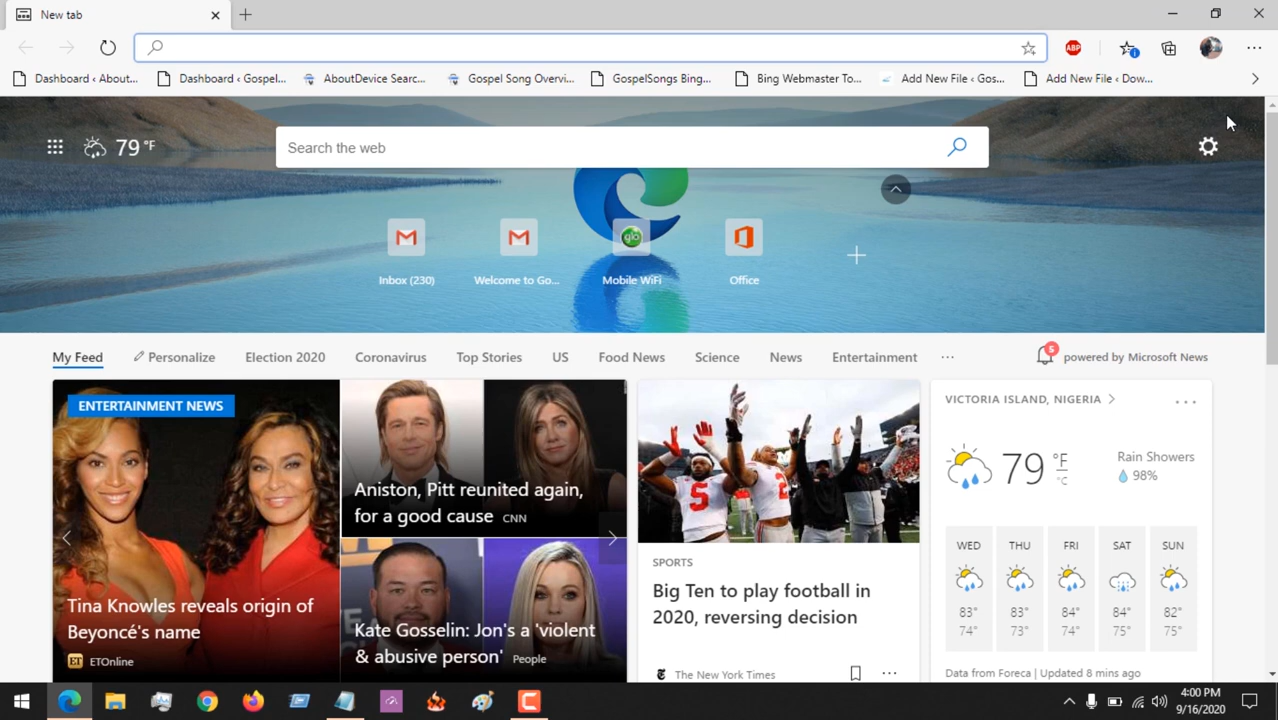 New tab
ABP
Dashboard ‹ About...
Dashboard ‹ Gospel...
AboutDevice Searc...
Gospel Song Overvi...
GospelSongs Bing...
Bing Webmaster To...
Add New File ‹ Gos...
Add New File ‹ Dow...
79 °F
Search the web
glo
Inbox (230)
Welcome to Go...
Mobile WiFi
Office
My Feed
Personalize
Election 2020
Coronavirus
Top Stories
US
Food News
Science
News
Entertainment
...
5
powered by Microsoft News
ENTERTAINMENT NEWS
Tina Knowles reveals origin of
Beyoncé's name
ET ETOnline
Aniston, Pitt reunited again,
for a good cause CNN
Kate Gosselin: Jon's a 'violent
& abusive person' People
5
2
SPORTS
Big Ten to play football in
2020, reversing decision
The New York Times
VICTORIA ISLAND, NIGERIA
79 °F
°C
Rain Showers
98%
WED THU FRI SAT SUN
83° 83° 84° 84° 82°
74° 73° 74° 75° 75°
Data from Foreca | Updated 8 mins ago
4:00 PM
9/16/2020